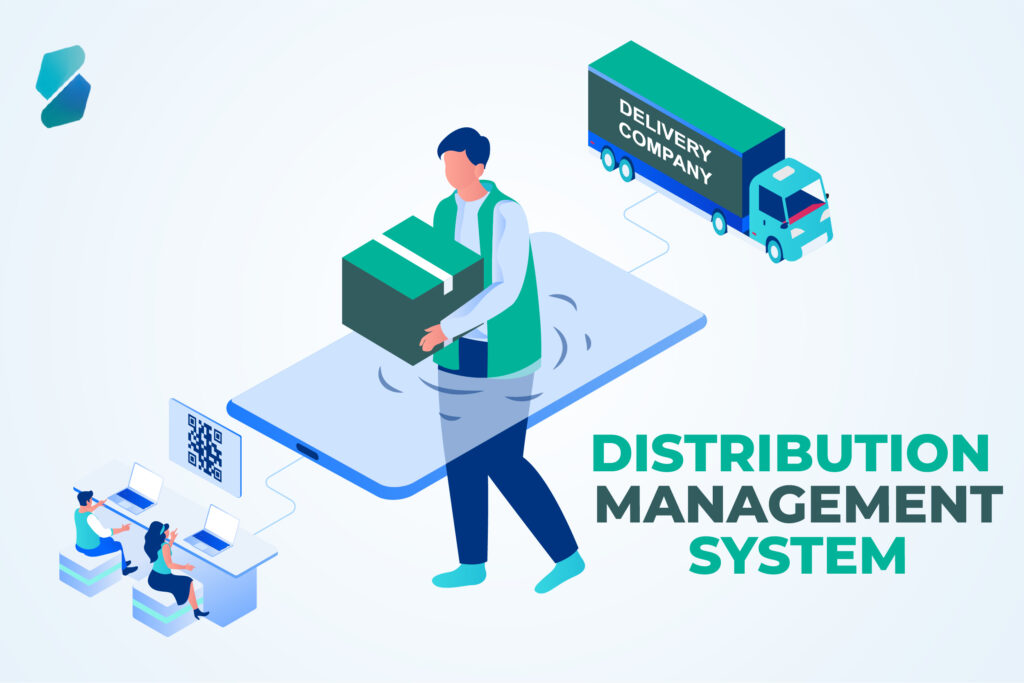 DELIVERY
COMPANY
DISTRIBUTION
MANAGEMENT
SYSTEM